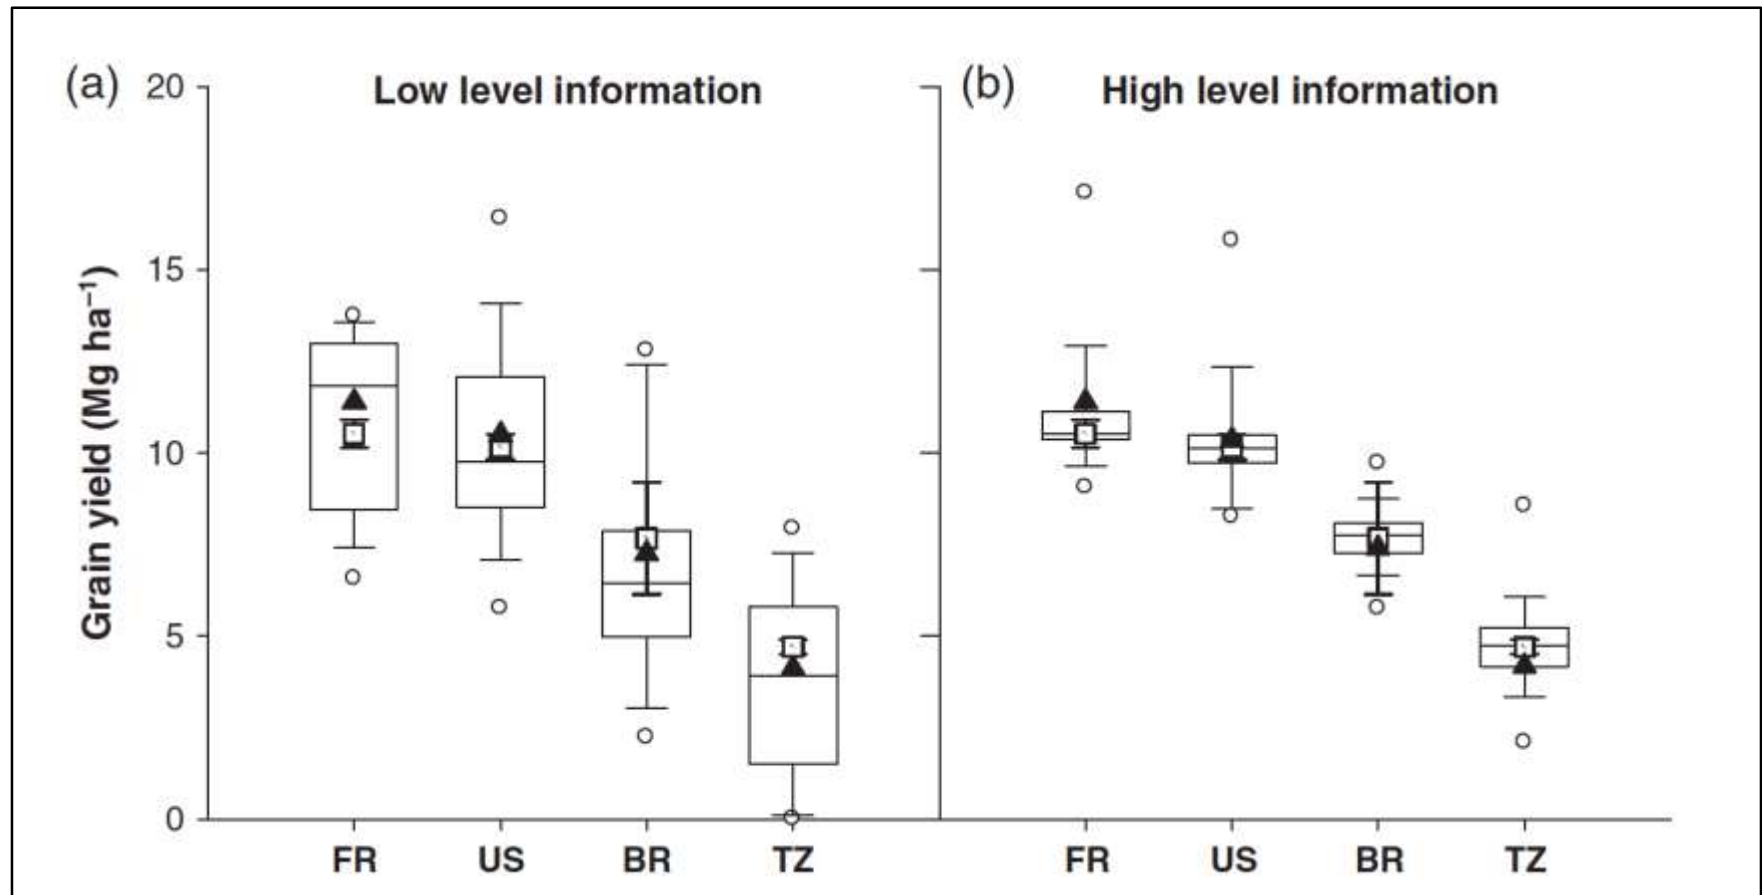 (a) Low level information
(b) High level information
Grain yield (Mg ha⁻¹)
20
15
10
5
0
FR US BR TZ
FR US BR TZ